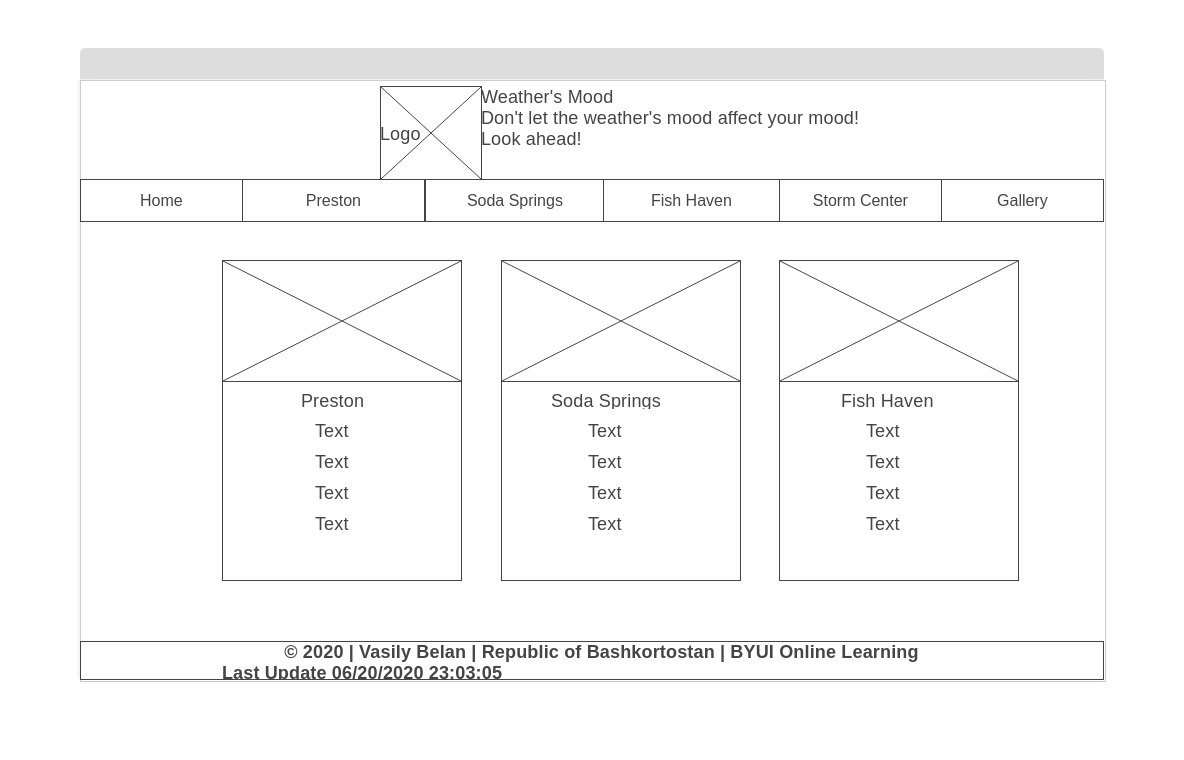 Logo
Weather's Mood
Don't let the weather's mood affect your mood!
Look ahead!
Home
Preston
Soda Springs
Fish Haven
Storm Center
Gallery
Preston
Text
Text
Text
Text
Soda Springs
Text
Text
Text
Text
Fish Haven
Text
Text
Text
Text
© 2020 | Vasily Belan | Republic of Bashkortostan | BYUI Online Learning
Last Update 06/20/2020 23:03:05